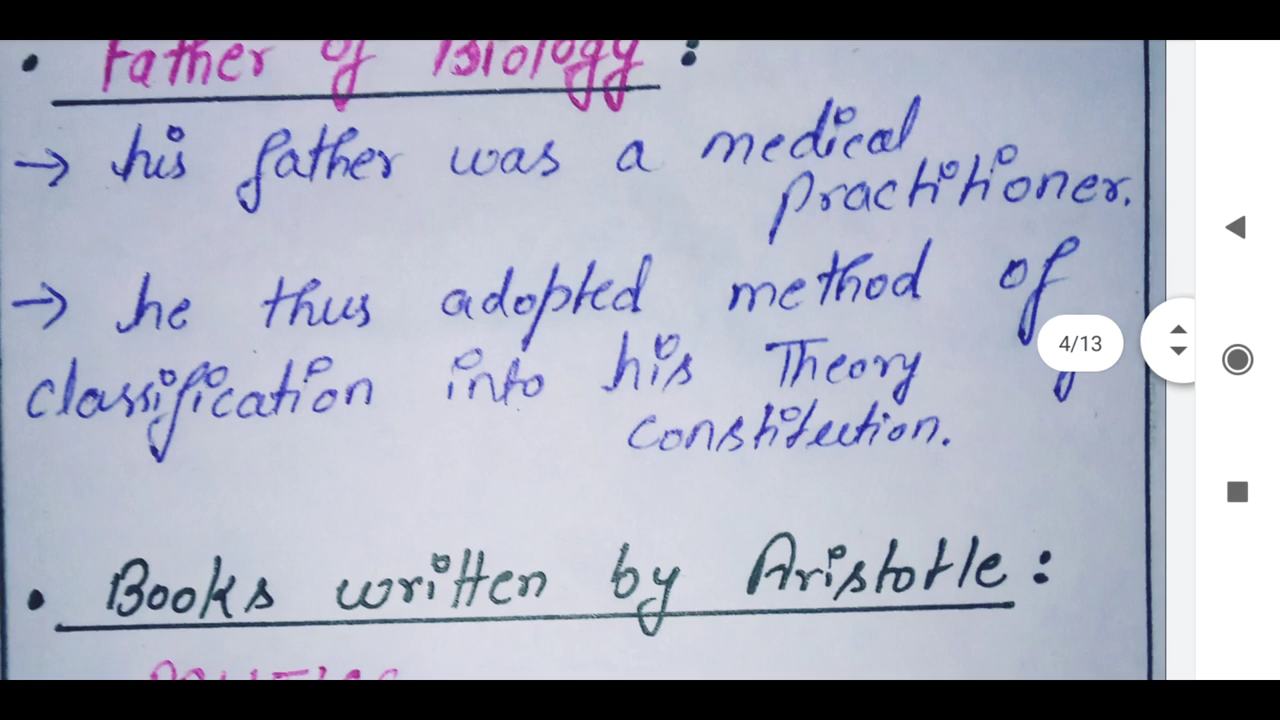 • Father of Biology :
→ his father was a medical
practitioner.
→ he thus adopted method of
classification into his Theory of
constitution.
• Books written by Aristotle :
POLITICS
4/13